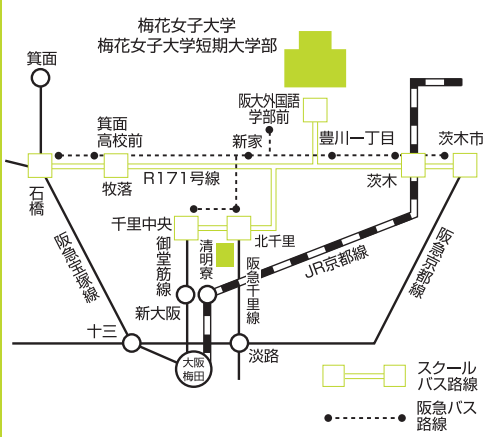 梅花女子大学
梅花女子大学短期大学部
箕面
阪大外国語
学部前
箕面
高校前
新家
豊川一丁目
茨木市
石橋
牧落
R171号線
茨木
千里中央
北千里
御堂筋線
清明寮
阪急千里線
阪急宝塚線
JR京都線
阪急京都線
新大阪
十三
淡路
大阪
梅田
スクール
バス路線
阪急バス
路線